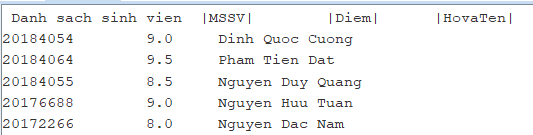 Danh sach sinh vien |MSSV| |Diem| |HovaTen|
20184054 9.0 Dinh Quoc Cuong
20184064 9.5 Pham Tien Dat
20184055 8.5 Nguyen Duy Quang
20176688 9.0 Nguyen Huu Tuan
20172266 8.0 Nguyen Dac Nam